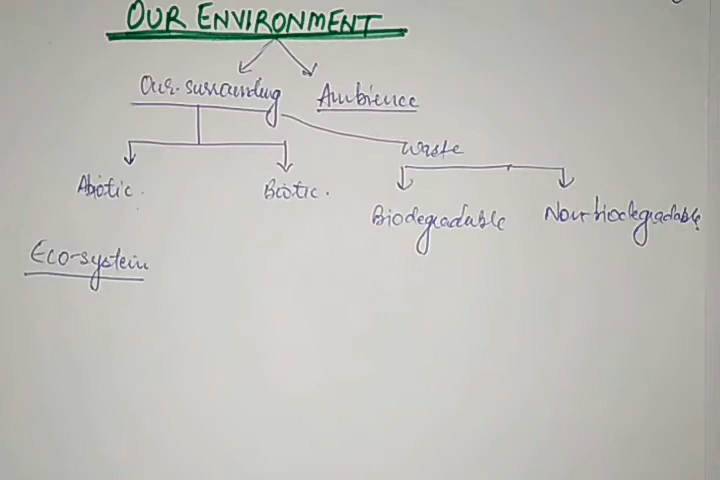 OUR ENVIRONMENT
Our surrounding
Ambience
waste
Abiotic.
Biotic.
Biodegradable
Non-biodegradable
Eco-system